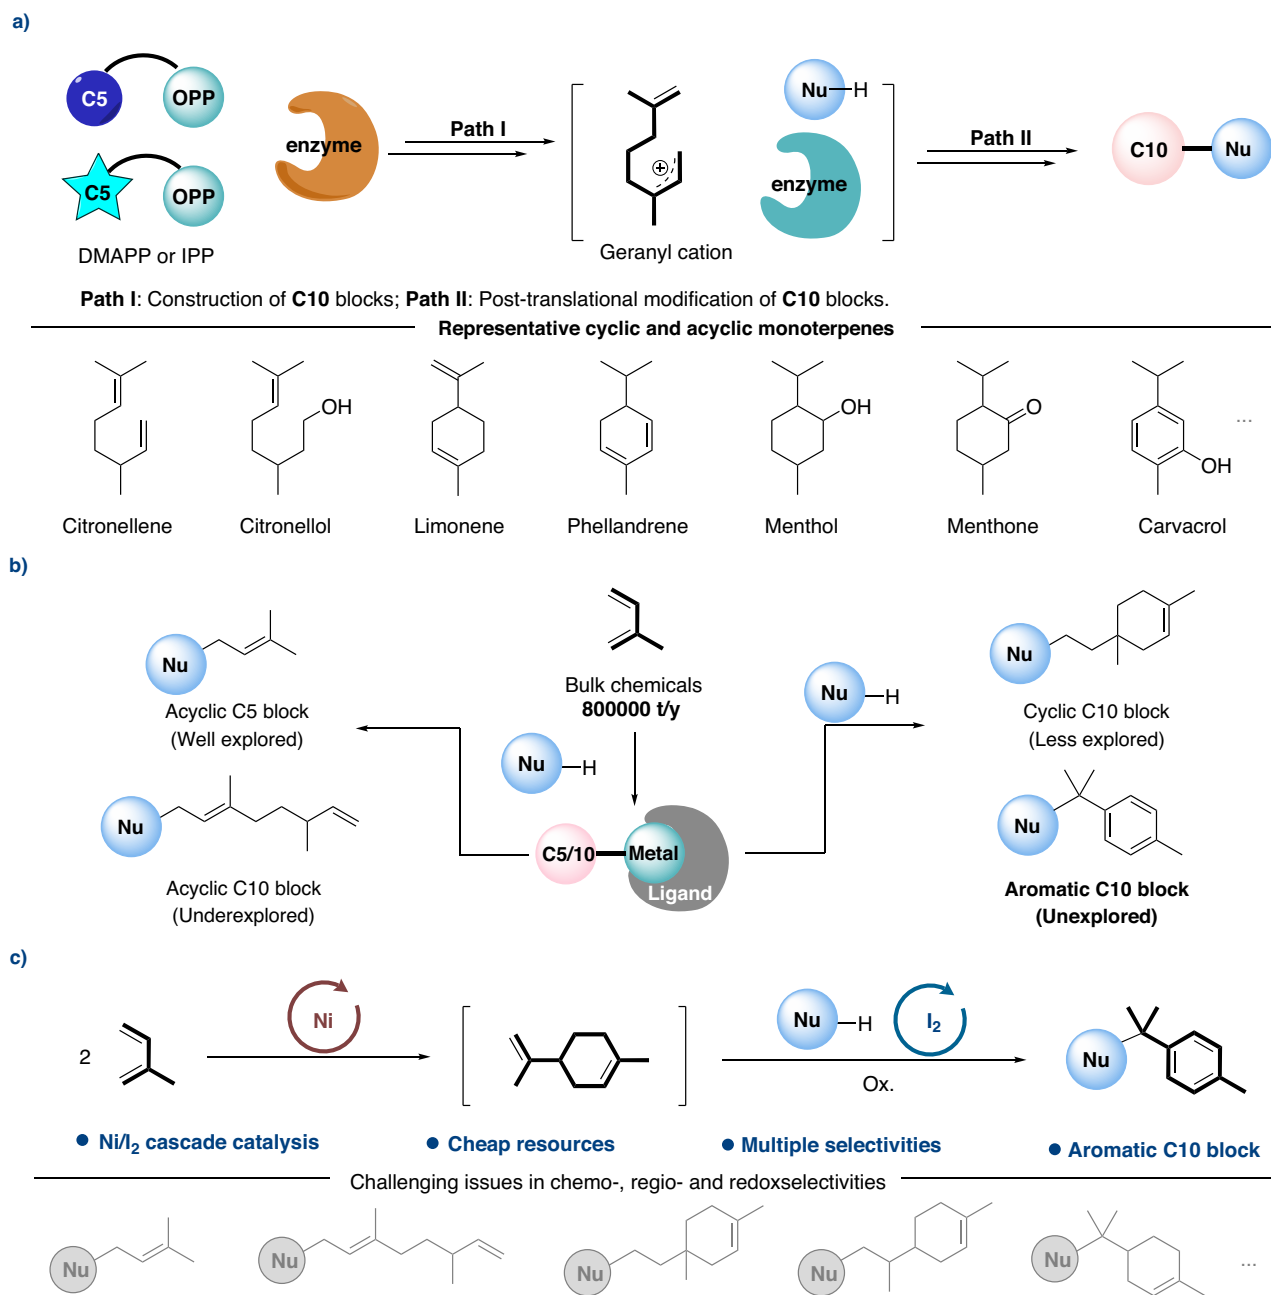 a)
C5
OPP
C5
OPP
DMAPP or IPP
enzyme
Path I
Geranyl cation
Nu H
enzyme
Path II
C10 Nu
Path I: Construction of C10 blocks; Path II: Post-translational modification of C10 blocks.
Representative cyclic and acyclic monoterpenes
OH
OH
O
OH
...
Citronellene Citronellol Limonene Phellandrene Menthol Menthone Carvacrol
b)
Nu
Acyclic C5 block
(Well explored)
Nu
Acyclic C10 block
(Underexplored)
Bulk chemicals
800000 t/y
Nu H
C5/10 Metal
Ligand
Nu H
Nu
Cyclic C10 block
(Less explored)
Nu
Aromatic C10 block
(Unexplored)
c)
2
Ni
Nu H
I2
Ox.
Nu
• Ni/I2 cascade catalysis
• Cheap resources
• Multiple selectivities
• Aromatic C10 block
Challenging issues in chemo-, regio- and redoxselectivities
Nu
Nu
Nu
Nu
Nu
...